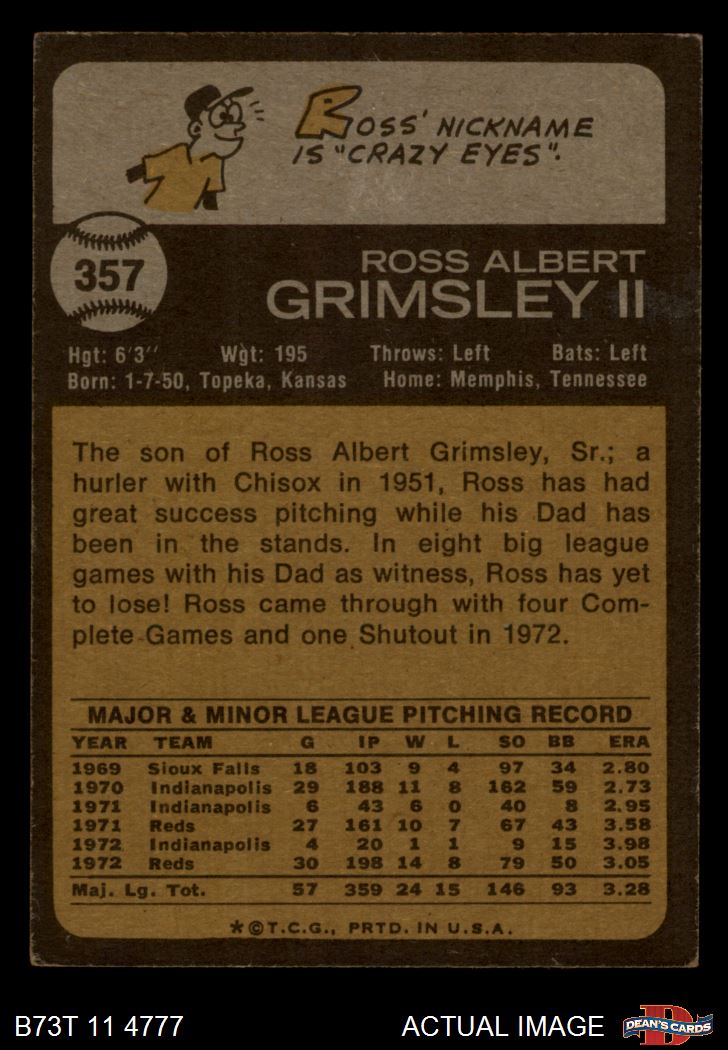 ROSS' NICKNAME
IS "CRAZY EYES".
357
ROSS ALBERT
GRIMSLEY II
Hgt: 6'3" Wgt: 195 Throws: Left Bats: Left
Born: 1-7-50, Topeka, Kansas Home: Memphis, Tennessee
The son of Ross Albert Grimsley, Sr.; a
hurler with Chisox in 1951, Ross has had
great success pitching while his Dad has
been in the stands. In eight big league
games with his Dad as witness, Ross has yet
to lose! Ross came through with four Com-
plete Games and one Shutout in 1972.
MAJOR & MINOR LEAGUE PITCHING RECORD
YEAR TEAM G IP W L SO BB ERA
1969 Sioux Falls 18 103 9 4 97 34 2.80
1970 Indianapolis 29 188 11 8 162 59 2.73
1971 Indianapolis 6 43 6 0 40 8 2.95
1971 Reds 27 161 10 7 67 43 3.58
1972 Indianapolis 4 20 1 1 9 15 3.98
1972 Reds 30 198 14 8 79 50 3.05
Maj. Lg. Tot. 57 359 24 15 146 93 3.28
*©T.C.G., PRTD. IN U.S.A.
B73T 11 4777 ACTUAL IMAGE
DEAN'S CARDS